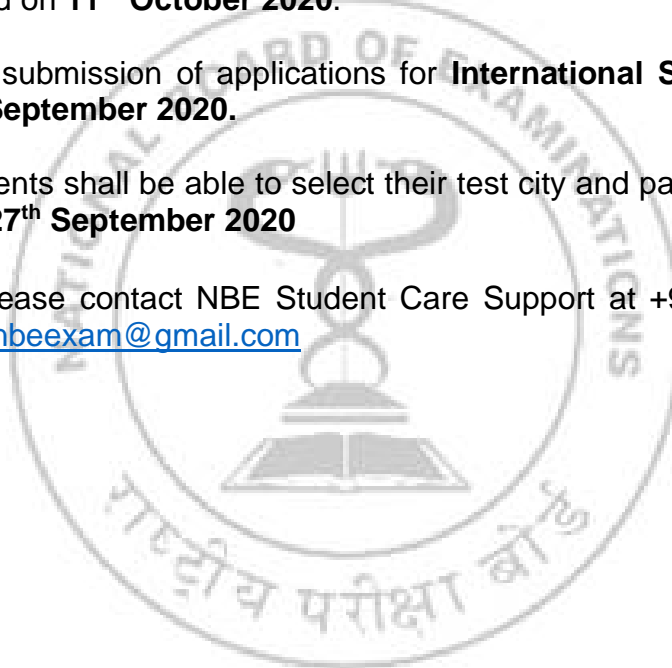 d on 11th October 2020.
submission of applications for International S
September 2020.
ents shall be able to select their test city and pa
27th September 2020
ease contact NBE Student Care Support at +9
nbeexam@gmail.com
NATIONAL BOARD OF EXAMINATIONS
राष्ट्रीय परीक्षा बोर्ड